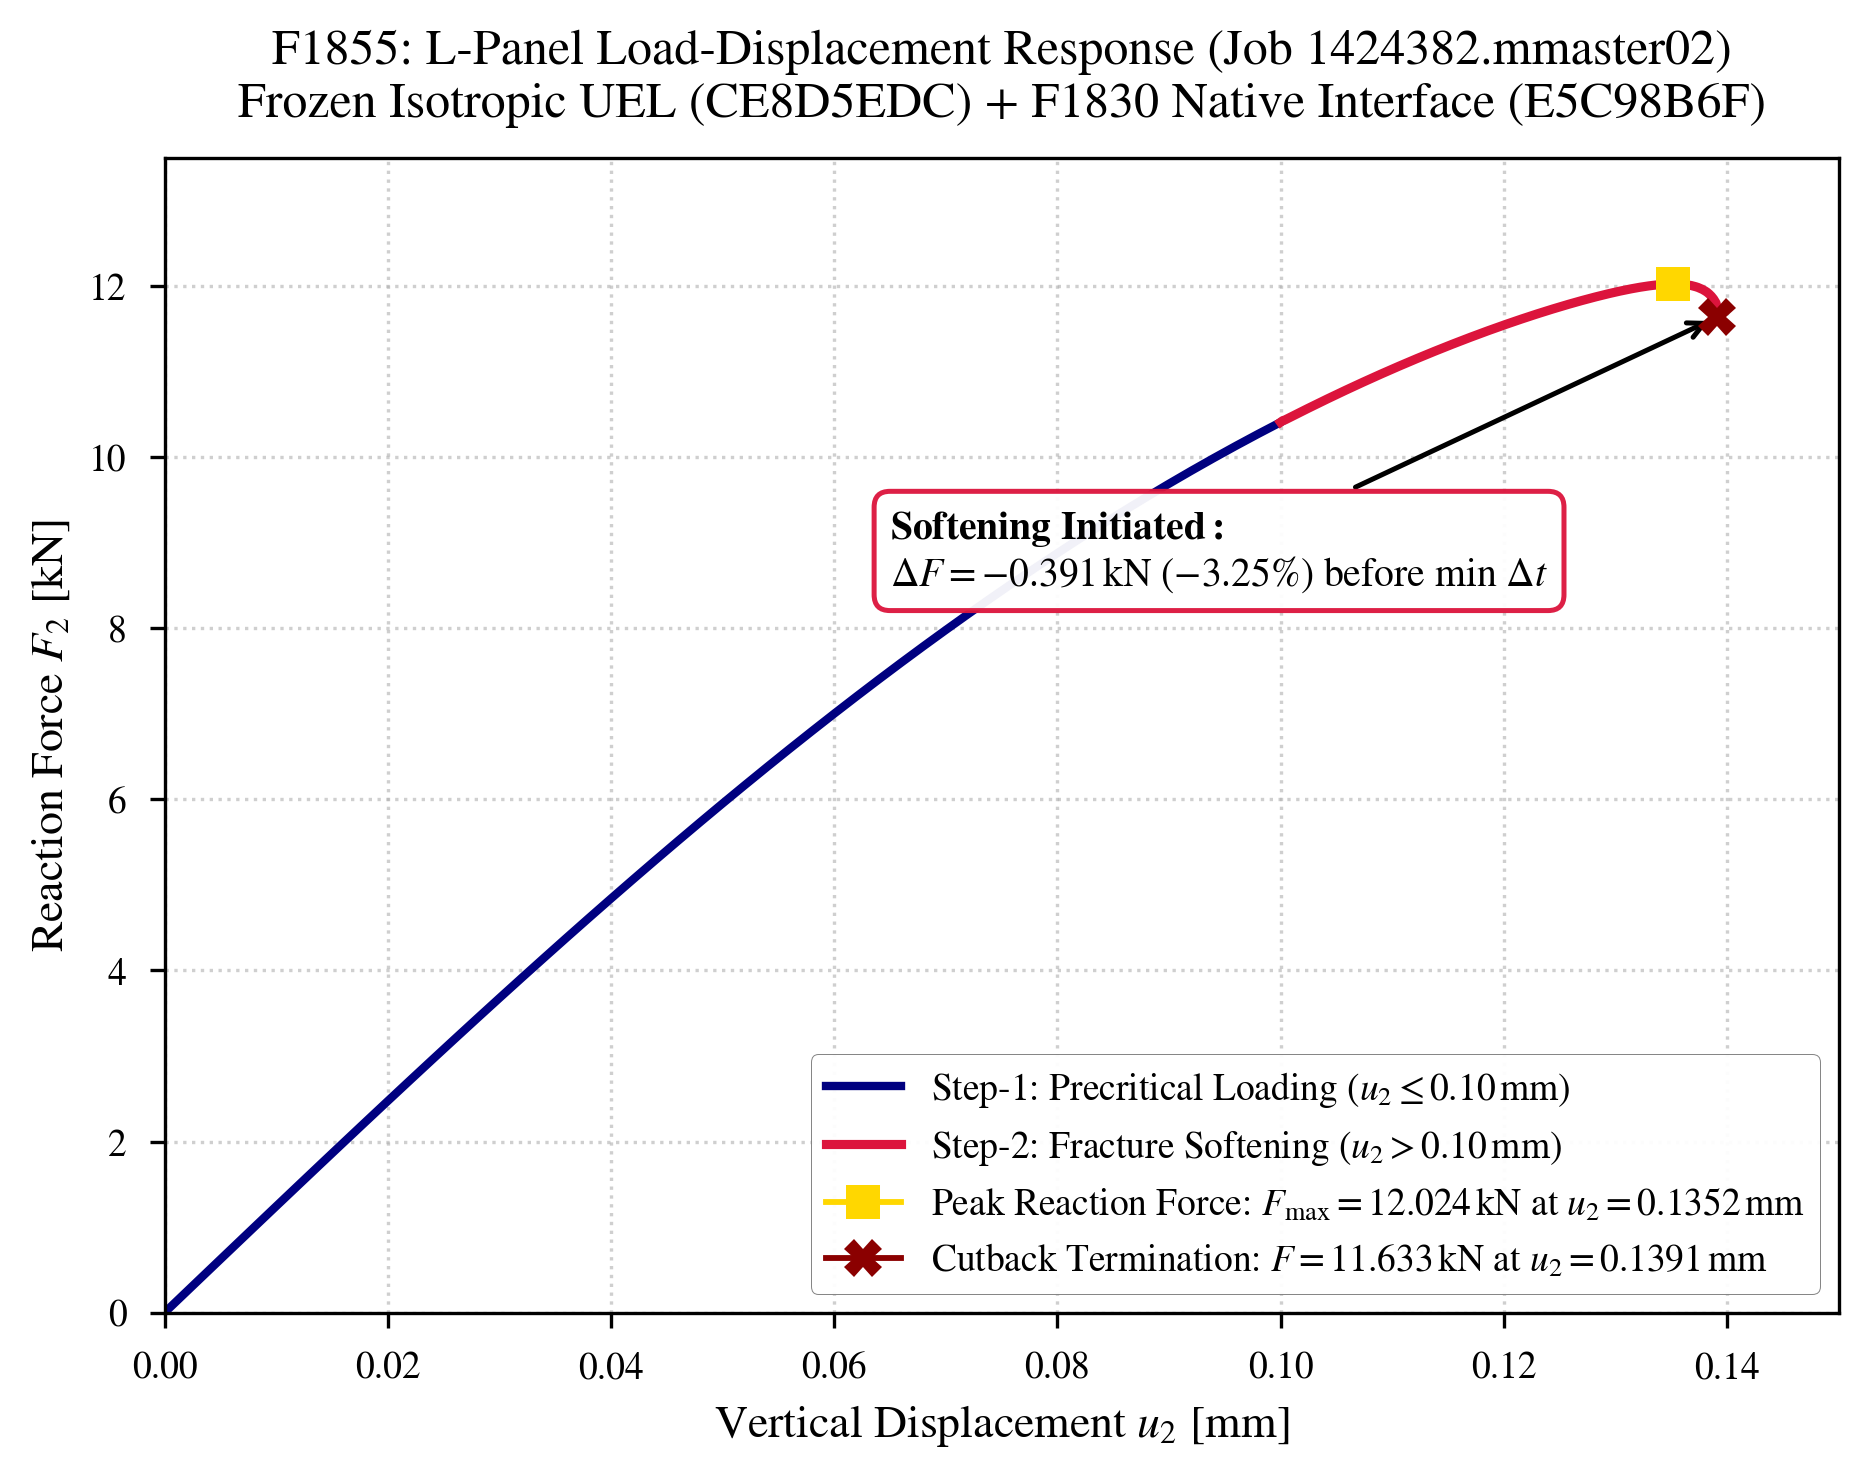 F1855: L-Panel Load-Displacement Response (Job 1424382.mmaster02)
Frozen Isotropic UEL (CE8D5EDC) + F1830 Native Interface (E5C98B6F)
Reaction Force F₂ [kN]
12
10
8
6
4
2
0
Softening Initiated:
ΔF = −0.391 kN (−3.25%) before min Δt
Step-1: Precritical Loading (u₂ ≤ 0.10 mm)
Step-2: Fracture Softening (u₂ > 0.10 mm)
Peak Reaction Force: Fmax = 12.024 kN at u₂ = 0.1352 mm
Cutback Termination: F = 11.633 kN at u₂ = 0.1391 mm
0.00 0.02 0.04 0.06 0.08 0.10 0.12 0.14
Vertical Displacement u₂ [mm]